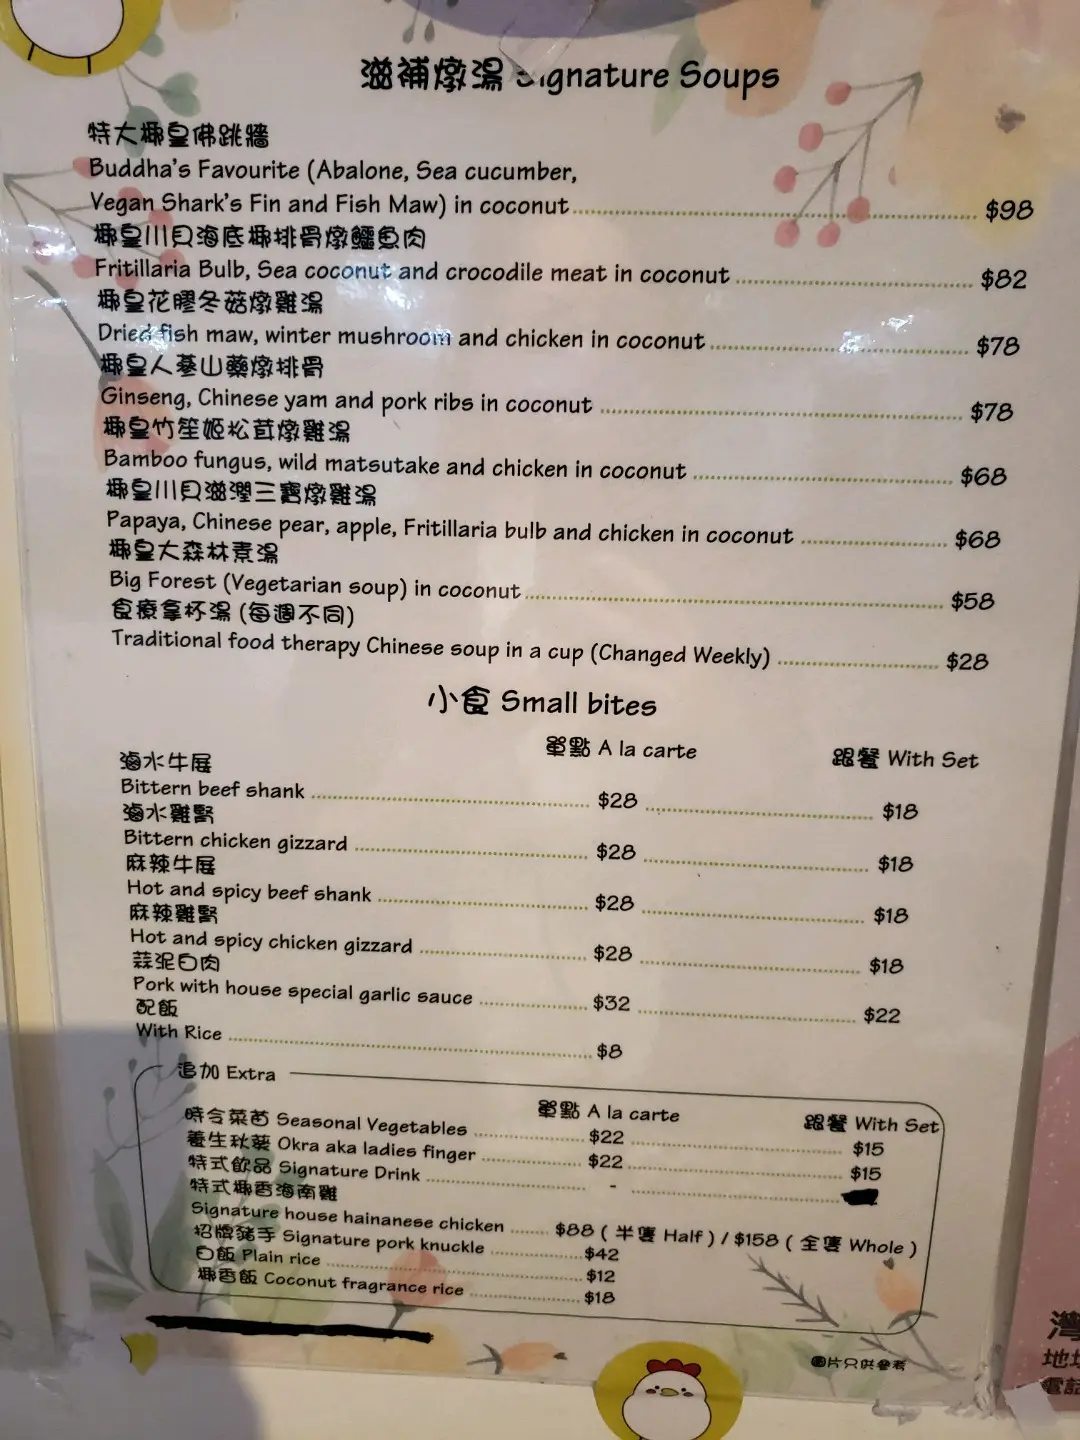 滋補燉湯 Signature Soups
特大椰皇佛跳牆
Buddha's Favourite (Abalone, Sea cucumber,
Vegan Shark's Fin and Fish Maw) in coconut $98
椰皇川貝海底椰排骨燉鱷魚肉
Fritillaria Bulb, Sea coconut and crocodile meat in coconut $82
椰皇花膠冬菇燉雞湯
Dried fish maw, winter mushroom and chicken in coconut $78
椰皇人蔘山藥燉排骨
Ginseng, Chinese yam and pork ribs in coconut $78
椰皇竹笙姬松茸燉雞湯
Bamboo fungus, wild matsutake and chicken in coconut $68
椰皇川貝滋潤三寶燉雞湯
Papaya, Chinese pear, apple, Fritillaria bulb and chicken in coconut $68
椰皇大森林素湯
Big Forest (Vegetarian soup) in coconut $58
食療拿杯湯 (每週不同)
Traditional food therapy Chinese soup in a cup (Changed Weekly) $28
小食 Small bites
單點 A la carte 跟餐 With Set
滷水牛展
Bittern beef shank $28 $18
滷水雞腎
Bittern chicken gizzard $28 $18
麻辣牛展
Hot and spicy beef shank $28 $18
麻辣雞腎
Hot and spicy chicken gizzard $28 $18
蒜泥白肉
Pork with house special garlic sauce $32 $22
配飯
With Rice $8
追加 Extra
單點 A la carte 跟餐 With Set
時令菜苗 Seasonal Vegetables $22 $15
養生秋葵 Okra aka ladies finger $22 $15
特式飲品 Signature Drink -
特式椰香海南雞
Signature house hainanese chicken $88 ( 半隻 Half ) / $158 ( 全隻 Whole )
招牌豬手 Signature pork knuckle $42
白飯 Plain rice $12
椰香飯 Coconut fragrance rice $18
圖片只供參考
灣
地
電話